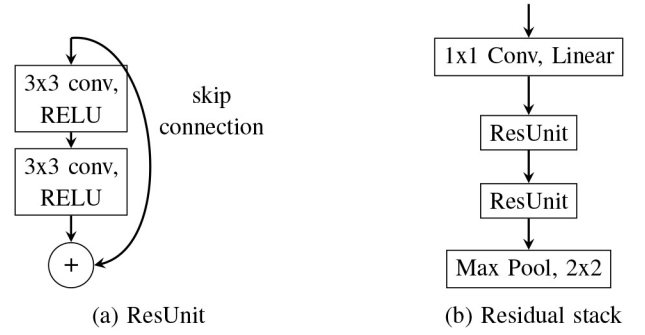 3x3 conv,
RELU
3x3 conv,
RELU
+
skip
connection
(a) ResUnit
1x1 Conv, Linear
ResUnit
ResUnit
Max Pool, 2x2
(b) Residual stack